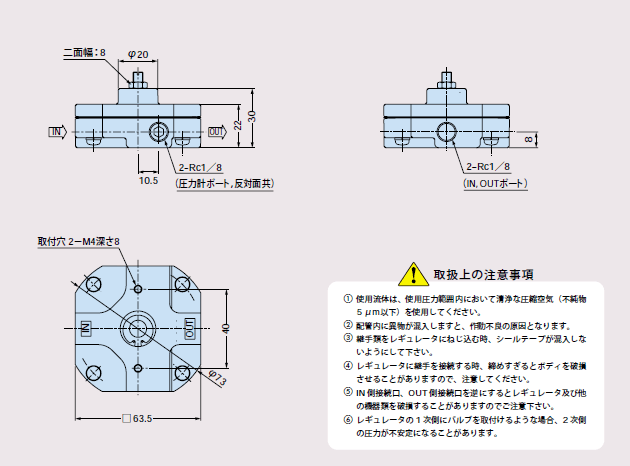 二面幅：8
φ20
IN
OUT
22
30
10.5
2−Rc1／8
（圧力計ポート，反対面共）
8
2−Rc1／8
（IN, OUTポート）
取付穴 2−M4深さ8
IN
OUT
40
φ73
□63.5
取扱上の注意事項
① 使用流体は、使用圧力範囲内において清浄な圧縮空気（不純物
５μm以下）を使用してください。
② 配管内に異物が混入しますと、作動不良の原因となります。
③ 継手類をレギュレータにねじ込む時、シールテープが混入しな
いようにして下さい。
④ レギュレータに継手を接続する時、締めすぎるとボディを破損
させることがありますので、注意してください。
⑤ IN 側接続口、OUT 側接続口を逆にするとレギュレータ及び他
の機器類を破損することがありますのでご注意下さい。
⑥ レギュレータの１次側にバルブを取付けるような場合、２次側
の圧力が不安定になることがあります。